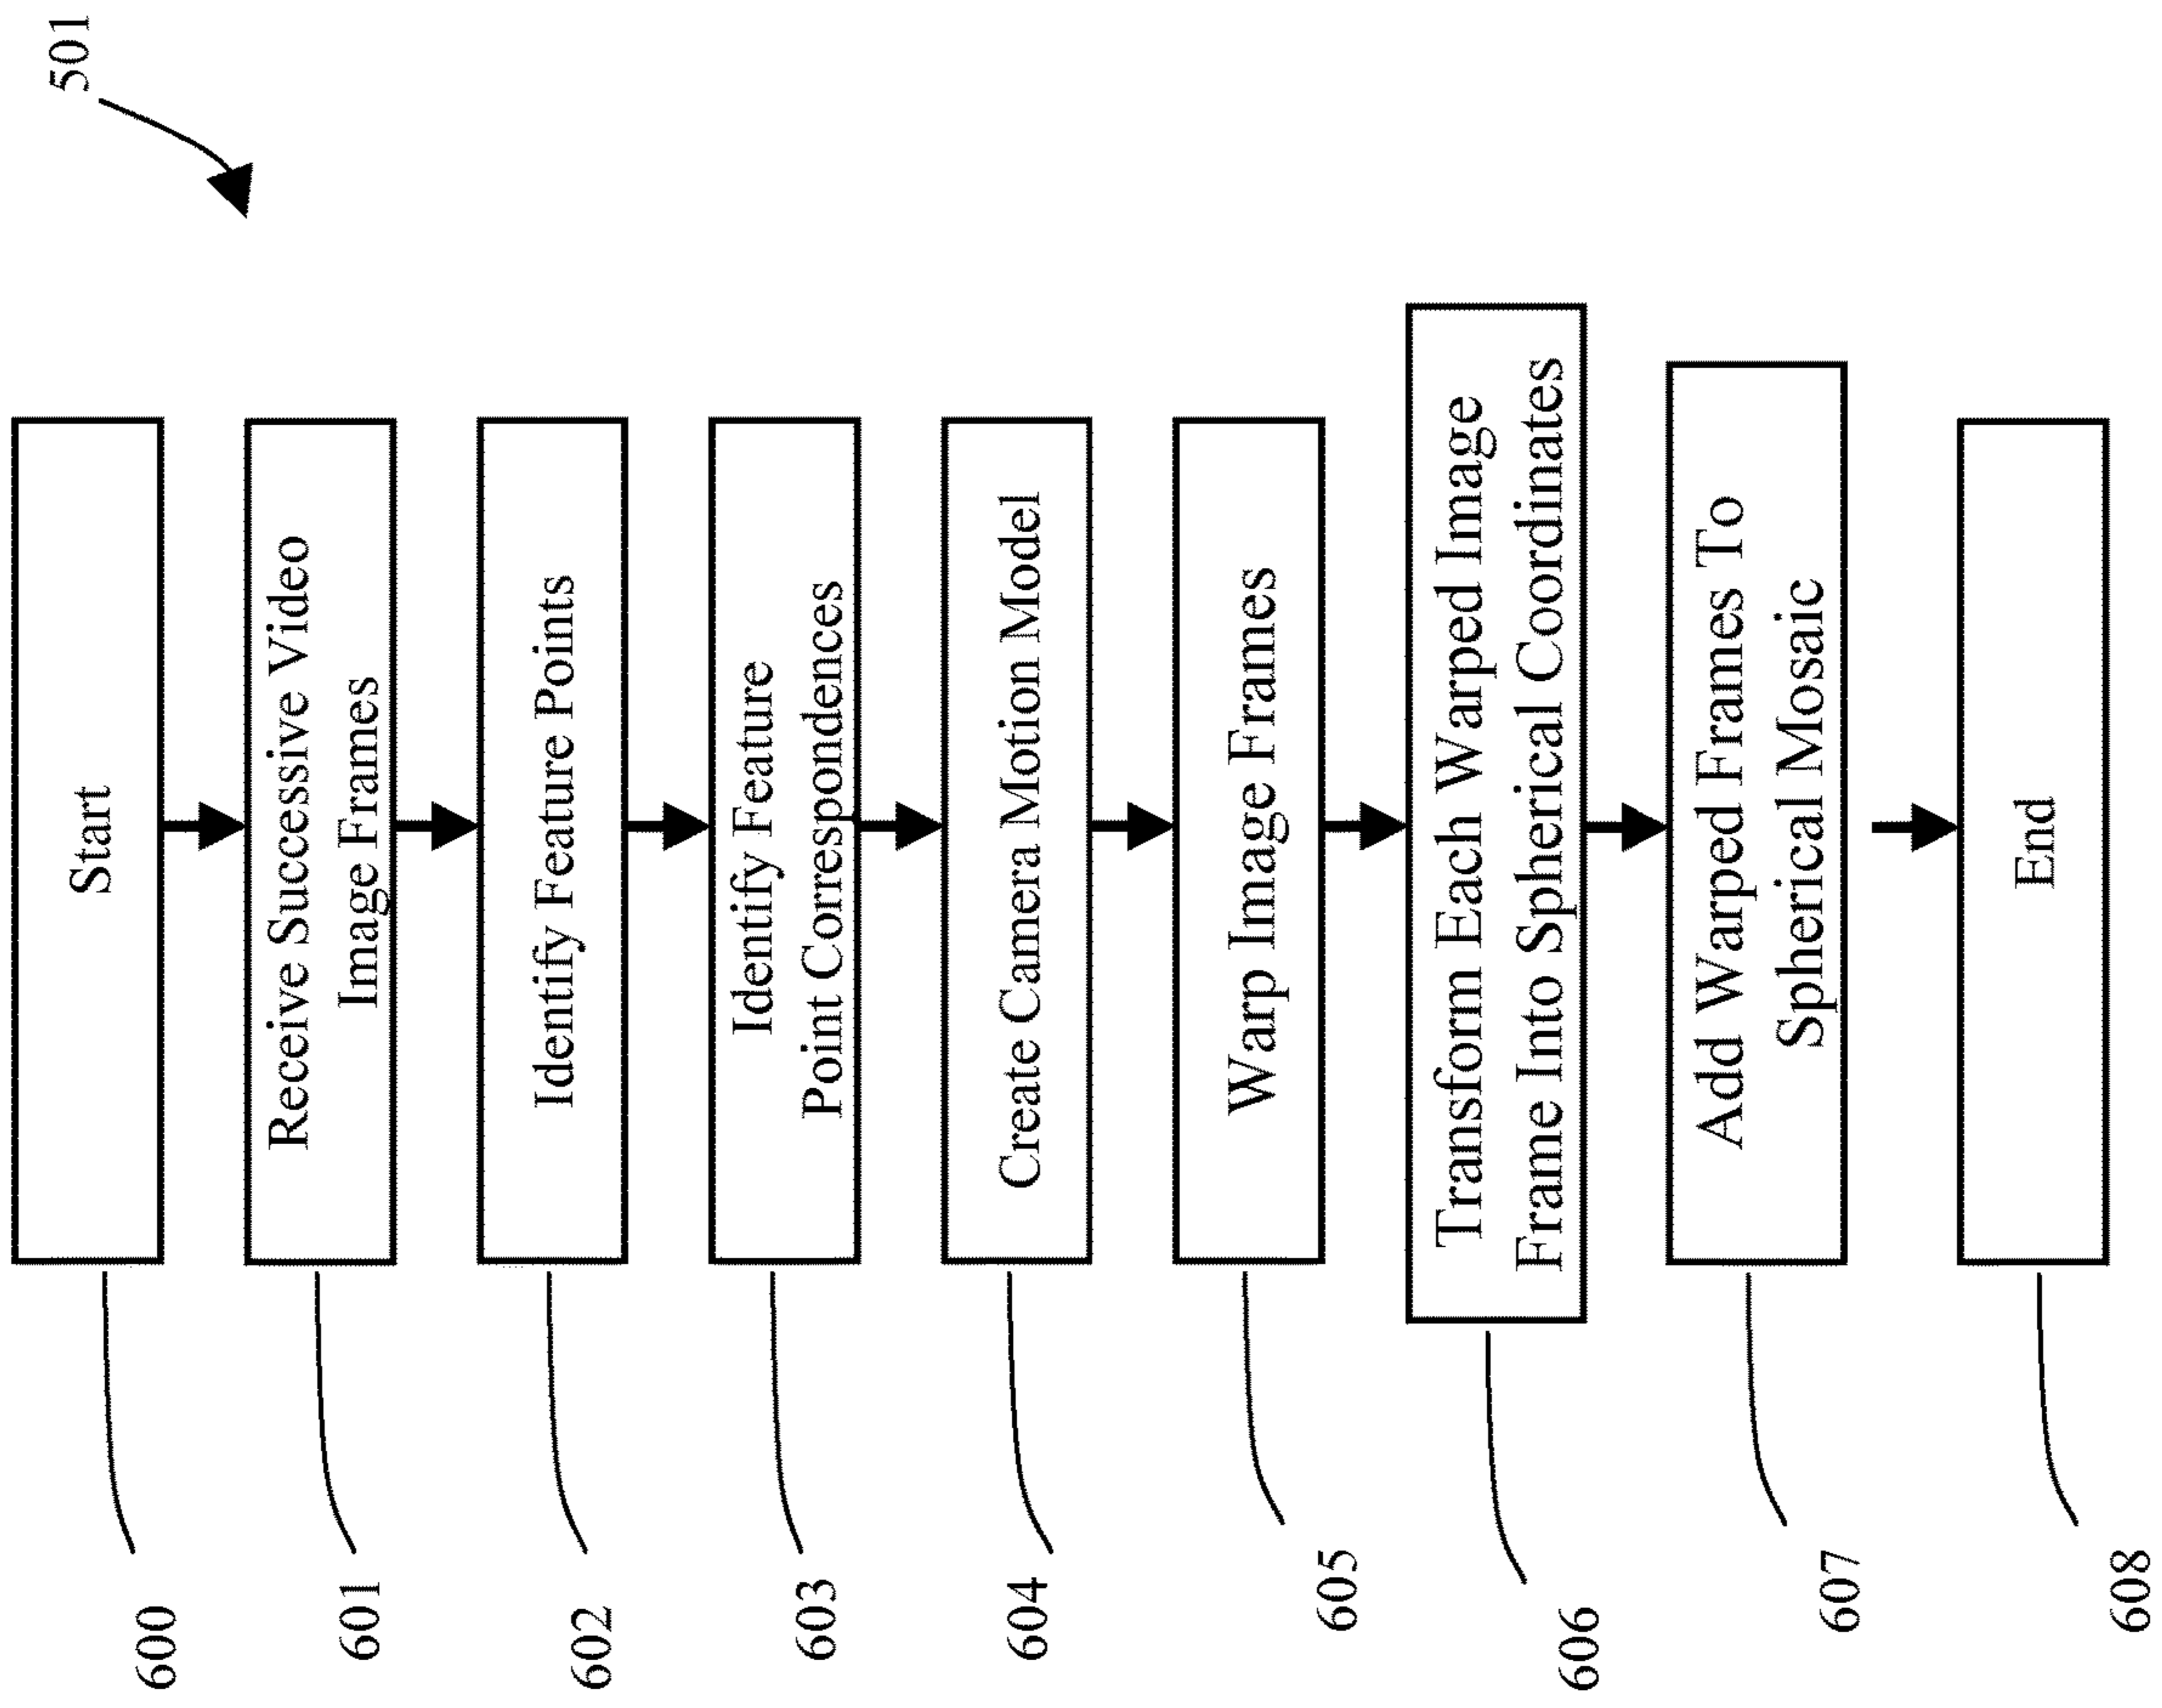 501
600
Start
601
Receive Successive Video
Image Frames
602
Identify Feature Points
603
Identify Feature
Point Correspondences
604
Create Camera Motion Model
605
Warp Image Frames
606
Transform Each Warped Image
Frame Into Spherical Coordinates
607
Add Warped Frames To
Spherical Mosaic
608
End